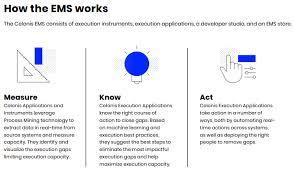 How the EMS works
The Celonis EMS consists of execution instruments, execution applications, a developer studio, and an EMS store.
Measure
Celonis Applications and
Instruments leverage
Process Mining technology to
extract data in real-time from
source systems and measure
capacity. They identify and
visualize the execution gaps
limiting execution capacity.
Know
Celonis Execution Applications
know the right course of
action to close gaps. Based
on machine learning and
execution best practices,
they suggest the best steps to
eliminate the most impactful
execution gaps and help
maximize execution capacity.
Act
Celonis Execution Applications
take action in a number of
ways, both by automating real-
time actions across systems,
as well as deploying the right
people to remove gaps.